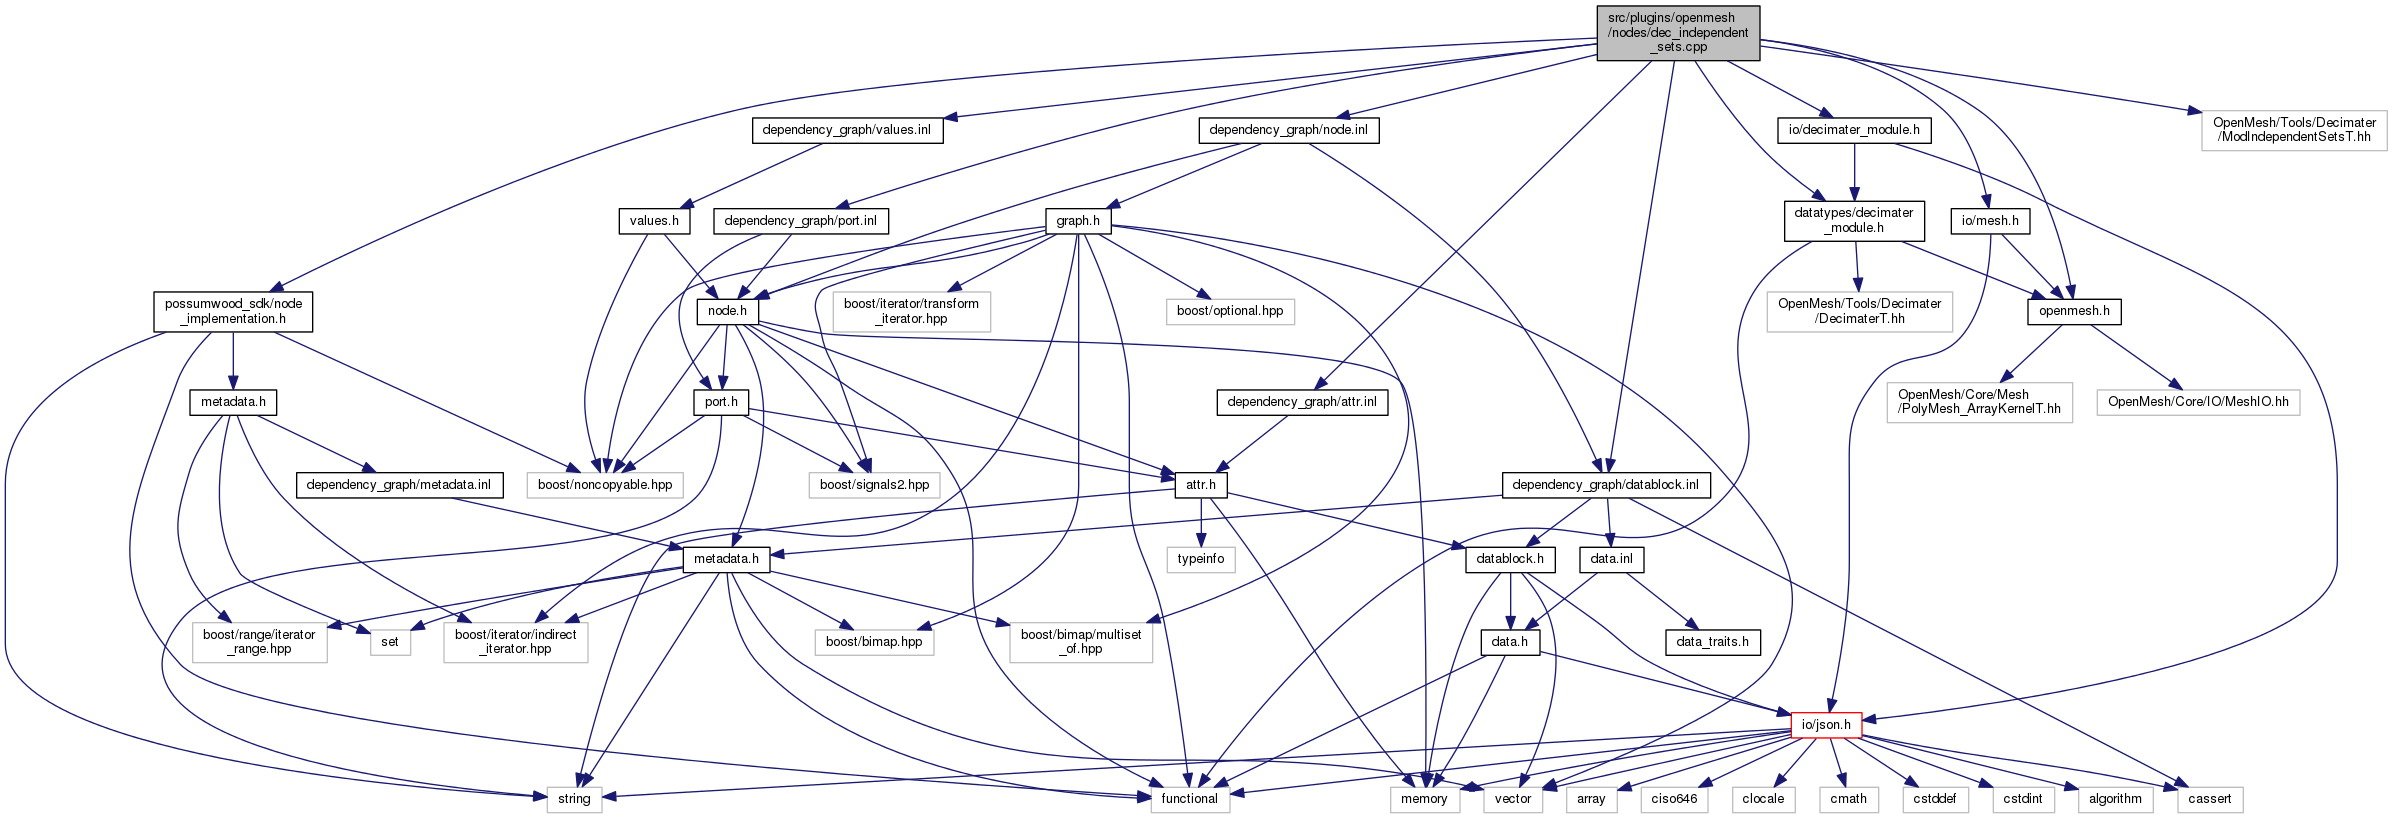 src/plugins/openmesh
/nodes/dec_independent
_sets.cpp
dependency_graph/values.inl
dependency_graph/node.inl
io/decimater_module.h
OpenMesh/Tools/Decimater
/ModIndependentSetsT.hh
values.h
dependency_graph/port.inl
graph.h
datatypes/decimater
_module.h
io/mesh.h
possumwood_sdk/node
_implementation.h
node.h
boost/iterator/transform
_iterator.hpp
boost/optional.hpp
OpenMesh/Tools/Decimater
/DecimaterT.hh
openmesh.h
metadata.h
port.h
dependency_graph/attr.inl
OpenMesh/Core/Mesh
/PolyMesh_ArrayKernelT.hh
OpenMesh/Core/IO/MeshIO.hh
dependency_graph/metadata.inl
boost/noncopyable.hpp
boost/signals2.hpp
attr.h
dependency_graph/datablock.inl
metadata.h
typeinfo
datablock.h
data.inl
boost/range/iterator
_range.hpp
set
boost/iterator/indirect
_iterator.hpp
boost/bimap.hpp
boost/bimap/multiset
_of.hpp
data.h
data_traits.h
io/json.h
string
functional
memory
vector
array
ciso646
clocale
cmath
cstddef
cstdint
algorithm
cassert